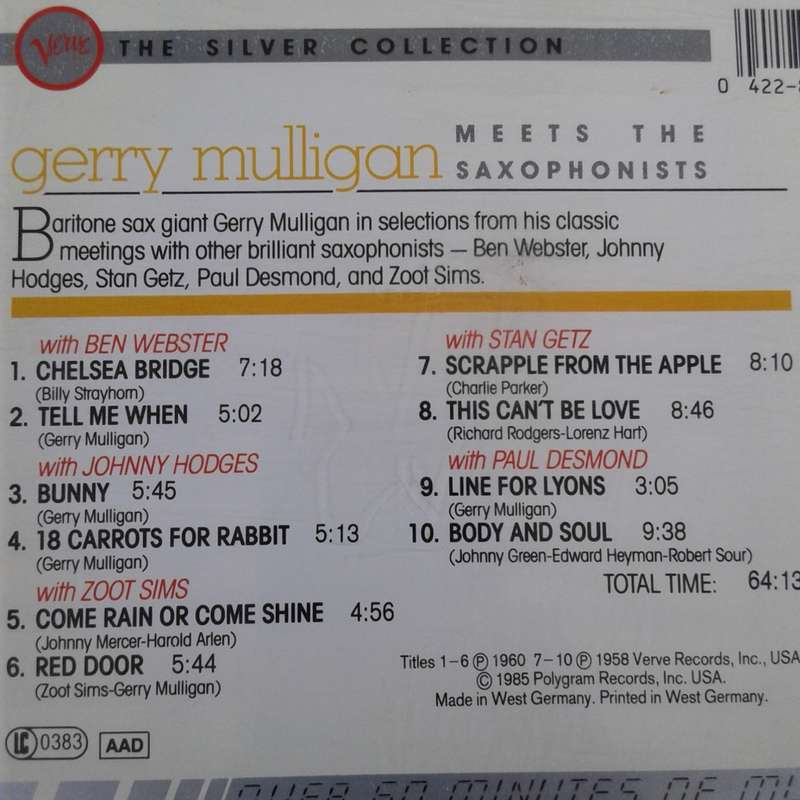 Verve THE SILVER COLLECTION
0 422-8
gerry mulligan MEETS THE SAXOPHONISTS
Baritone sax giant Gerry Mulligan in selections from his classic
meetings with other brilliant saxophonists — Ben Webster, Johnny
Hodges, Stan Getz, Paul Desmond, and Zoot Sims.
with BEN WEBSTER
1. CHELSEA BRIDGE 7:18
(Billy Strayhorn)
2. TELL ME WHEN 5:02
(Gerry Mulligan)
with JOHNNY HODGES
3. BUNNY 5:45
(Gerry Mulligan)
4. 18 CARROTS FOR RABBIT 5:13
(Gerry Mulligan)
with ZOOT SIMS
5. COME RAIN OR COME SHINE 4:56
(Johnny Mercer-Harold Arlen)
6. RED DOOR 5:44
(Zoot Sims-Gerry Mulligan)
with STAN GETZ
7. SCRAPPLE FROM THE APPLE 8:10
(Charlie Parker)
8. THIS CAN'T BE LOVE 8:46
(Richard Rodgers-Lorenz Hart)
with PAUL DESMOND
9. LINE FOR LYONS 3:05
(Gerry Mulligan)
10. BODY AND SOUL 9:38
(Johnny Green-Edward Heyman-Robert Sour)
TOTAL TIME: 64:13
Titles 1–6 Ⓟ 1960 7–10 Ⓟ 1958 Verve Records, Inc., USA
© 1985 Polygram Records, Inc. USA.
Made in West Germany. Printed in West Germany.
LC 0383 AAD
OVER 60 MINUTES OF